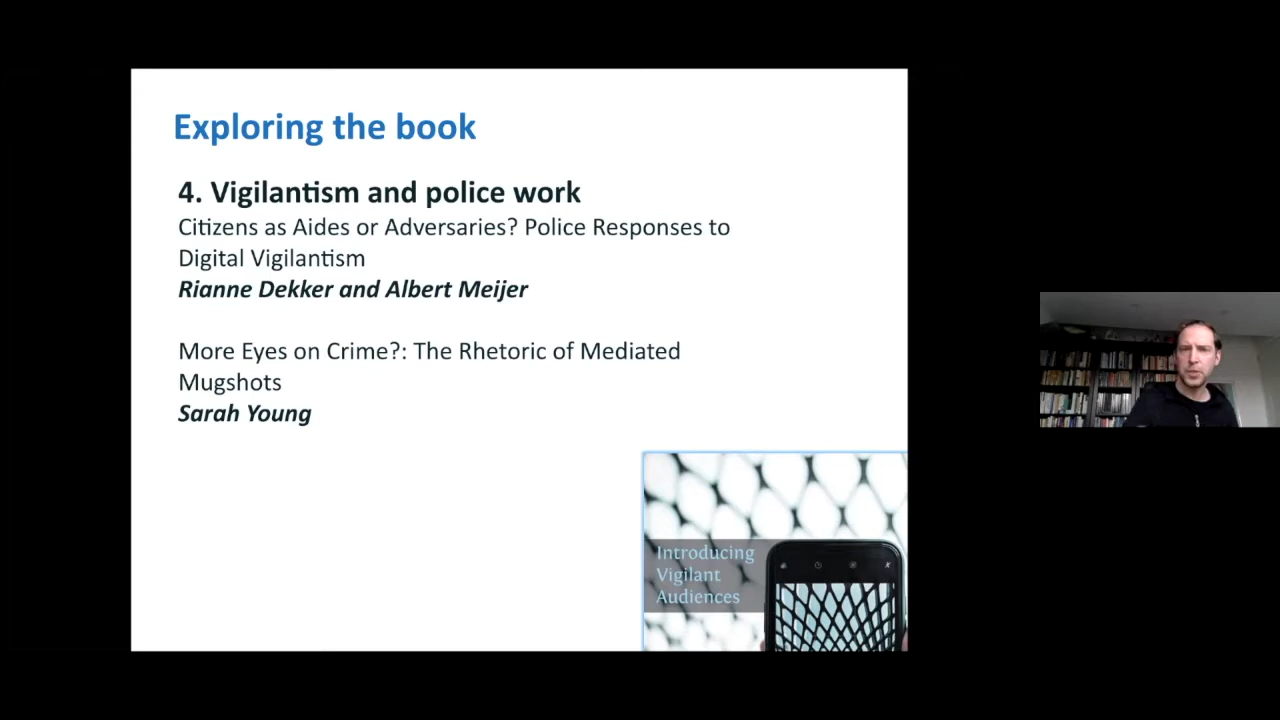 Exploring the book
4. Vigilantism and police work
Citizens as Aides or Adversaries? Police Responses to
Digital Vigilantism
Rianne Dekker and Albert Meijer
More Eyes on Crime?: The Rhetoric of Mediated
Mugshots
Sarah Young
Introducing
Vigilant
Audiences